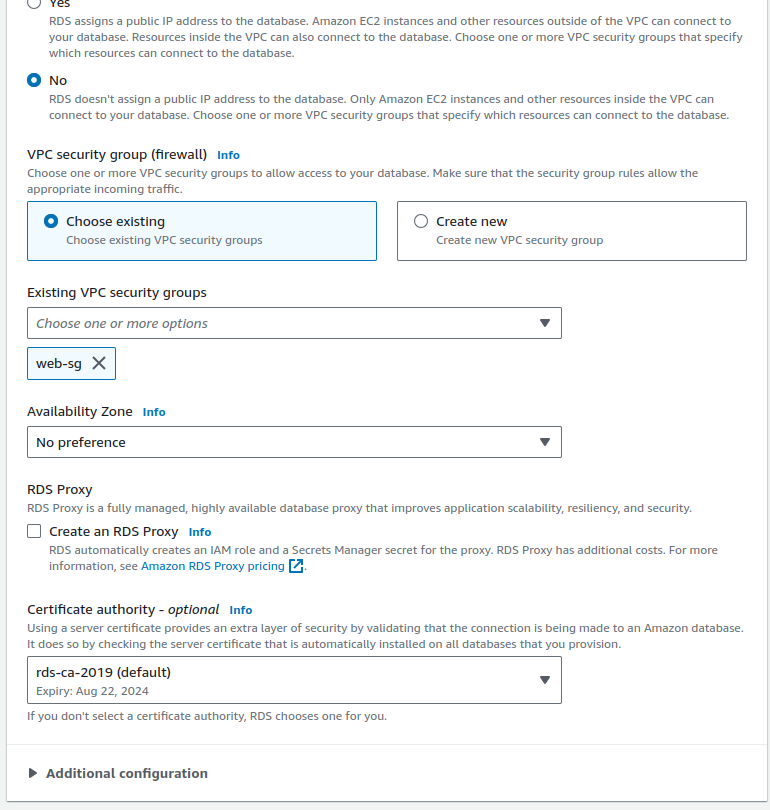 Yes
RDS assigns a public IP address to the database. Amazon EC2 instances and other resources outside of the VPC can connect to
your database. Resources inside the VPC can also connect to the database. Choose one or more VPC security groups that specify
which resources can connect to the database.
No
RDS doesn't assign a public IP address to the database. Only Amazon EC2 instances and other resources inside the VPC can
connect to your database. Choose one or more VPC security groups that specify which resources can connect to the database.
VPC security group (firewall) Info
Choose one or more VPC security groups to allow access to your database. Make sure that the security group rules allow the
appropriate incoming traffic.
Choose existing
Choose existing VPC security groups
Create new
Create new VPC security group
Existing VPC security groups
Choose one or more options
web-sg
Availability Zone Info
No preference
RDS Proxy
RDS Proxy is a fully managed, highly available database proxy that improves application scalability, resiliency, and security.
Create an RDS Proxy Info
RDS automatically creates an IAM role and a Secrets Manager secret for the proxy. RDS Proxy has additional costs. For more
information, see Amazon RDS Proxy pricing.
Certificate authority - optional Info
Using a server certificate provides an extra layer of security by validating that the connection is being made to an Amazon database.
It does so by checking the server certificate that is automatically installed on all databases that you provision.
rds-ca-2019 (default)
Expiry: Aug 22, 2024
If you don't select a certificate authority, RDS chooses one for you.
Additional configuration